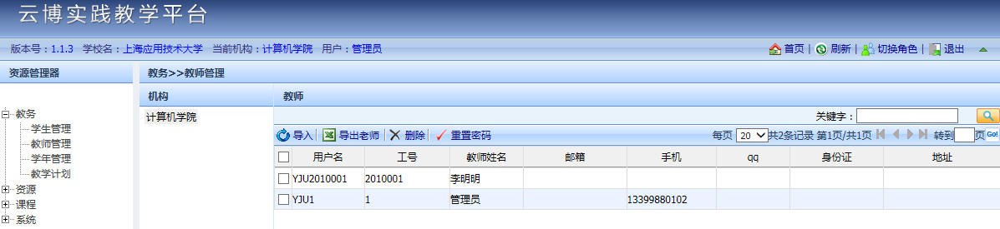 云博实践教学平台
版本号：1.1.3 学校名：上海应用技术大学 当前机构：计算机学院 用户：管理员 首页 | 刷新 | 切换角色 | 退出
资源管理器
教务>>教师管理
机构
教师
教务
学生管理
教师管理
学年管理
教学计划
资源
课程
系统
计算机学院
关键字：
导入 | 导出老师 | 删除 | 重置密码 每页 20 共2条记录 第1页/共1页 转到 页 Go!
用户名 工号 教师姓名 邮箱 手机 qq 身份证 地址
YJU2010001 2010001 李明明
YJU1 1 管理员 13399880102